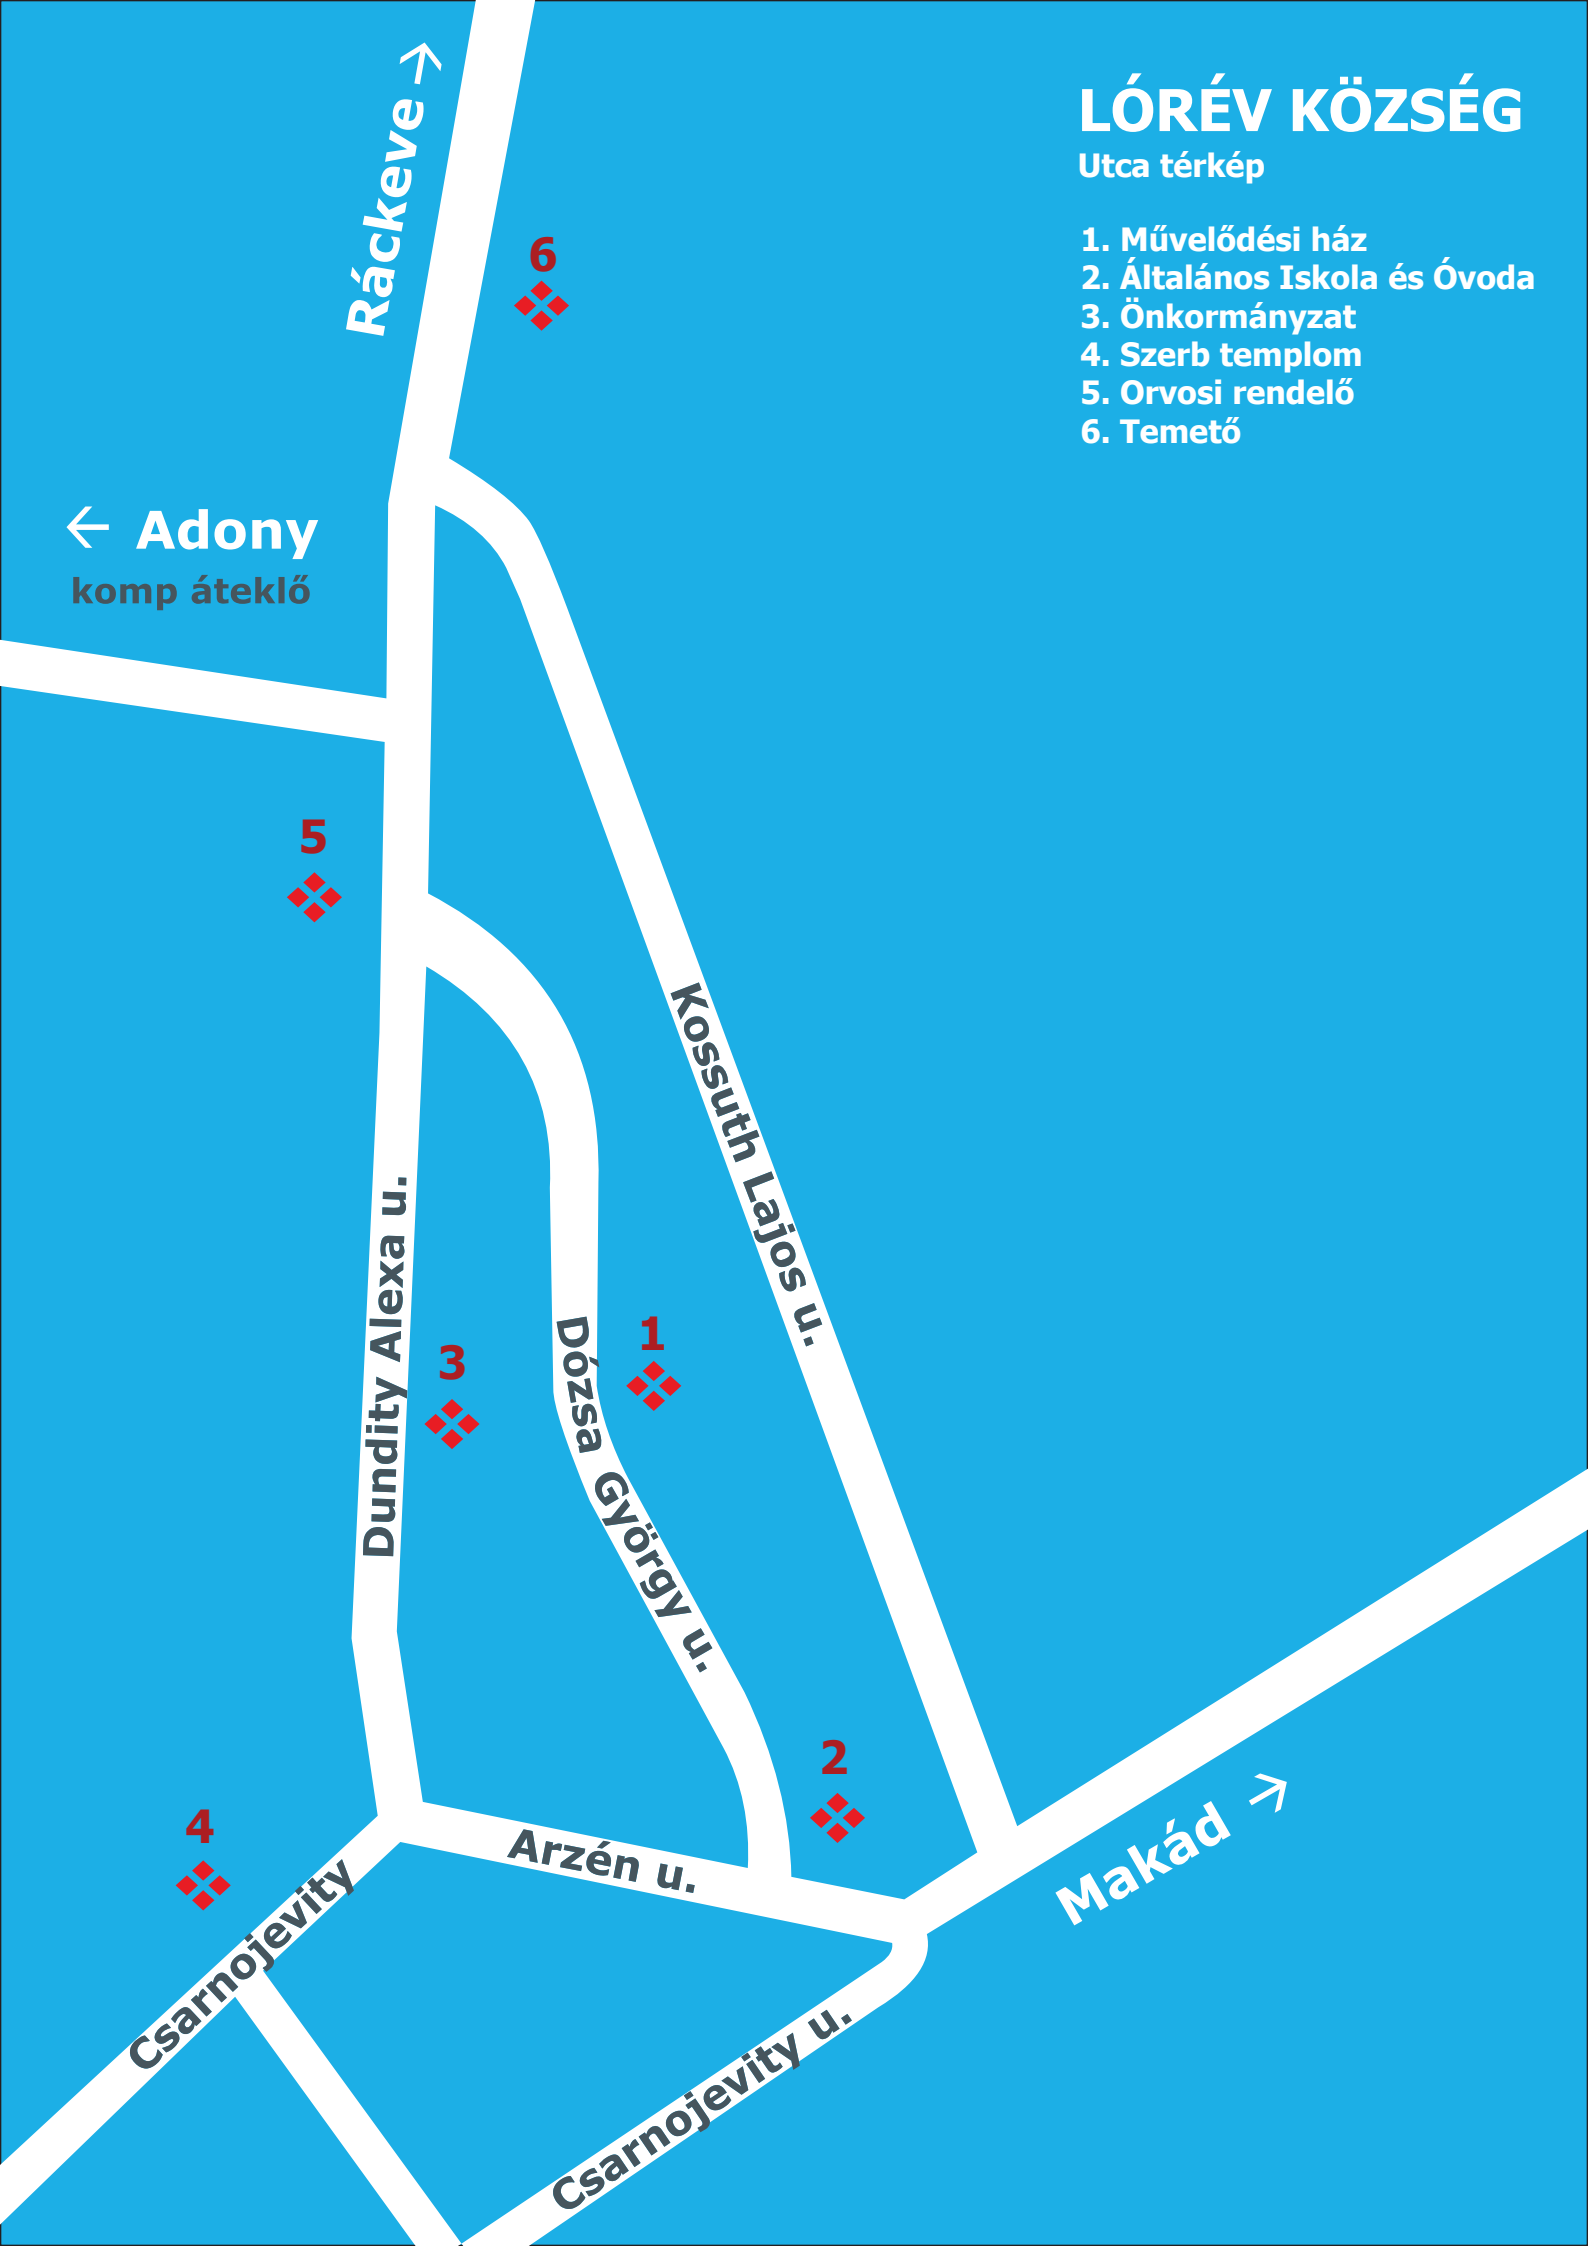 LÓRÉV KÖZSÉG
Utca térkép
1. Művelődési ház
2. Általános Iskola és Óvoda
3. Önkormányzat
4. Szerb templom
5. Orvosi rendelő
6. Temető
Ráckeve
6
Adony
komp áteklő
5
Kossuth Lajos u.
Dundity Alexa u.
3
Dózsa György u.
1
2
4
Arzén u.
Makád
Csarnojevity
Csarnojevity u.